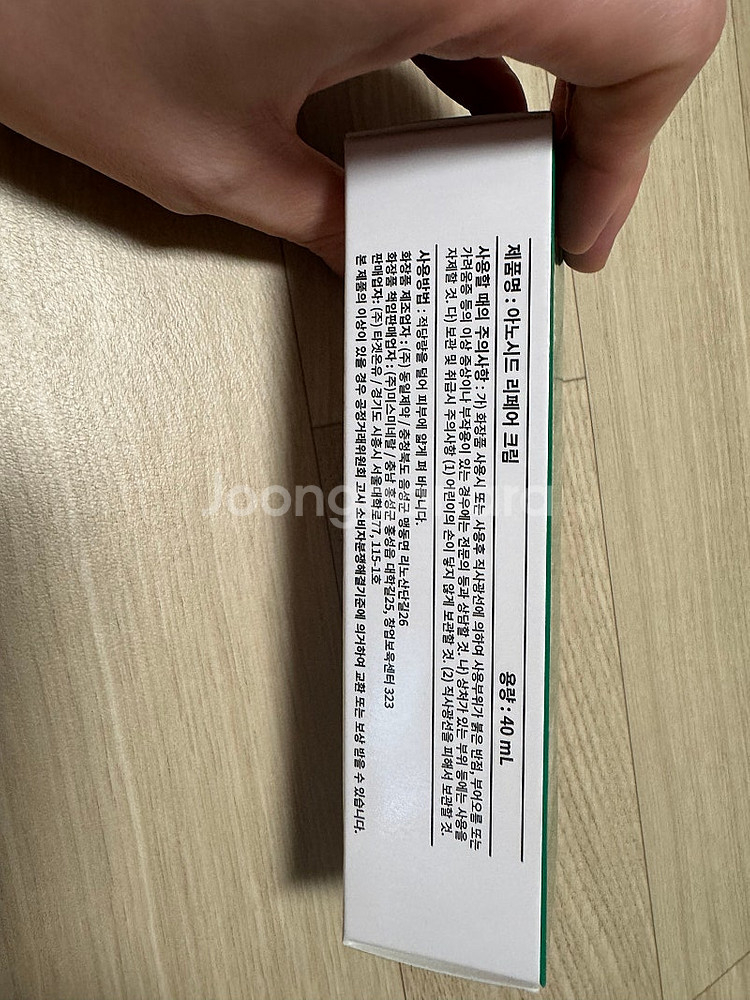 제품명 : 아노시드 리페어 크림 용량 : 40 mL
사용할 때의 주의사항 : 가) 화장품 사용시 또는 사용후 직사광선에 의하여 사용부위가 붉은 반점, 부어오름 또는
가려움증 등의 이상 증상이나 부작용이 있는 경우에는 전문의 등과 상담할 것. 나) 상처가 있는 부위 등에는 사용을
자제할 것. 다) 보관 및 취급시 주의사항 (1) 어린이의 손이 닿지 않게 보관할 것. (2) 직사광선을 피해서 보관할 것.
사용방법 : 적당량을 덜어 피부에 얇게 펴 바릅니다.
화장품 제조업자 : (주) 동일제약 / 충청북도 음성군 맹동면 리노산단길26
화장품 책임판매업자 : (주)미스미네랄 / 충남 홍성군 홍성읍 대학길25, 창업보육센터 323
판매업자: (주) 타겟온유 / 경기도 시흥시 서울대학로77, 115-1호
본 제품의 이상이 있을 경우 공정거래위원회 고시 소비자분쟁해결기준에 의거하여 교환 또는 보상 받을 수 있습니다.